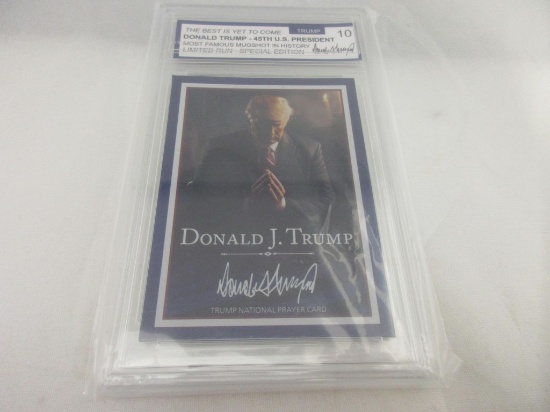 THE BEST IS YET TO COME TRUMP
DONALD TRUMP - 45TH U.S. PRESIDENT 10
MOST FAMOUS MUGSHOT IN HISTORY
LIMITED RUN - SPECIAL EDITION
DONALD J. TRUMP
TRUMP NATIONAL PRAYER CARD